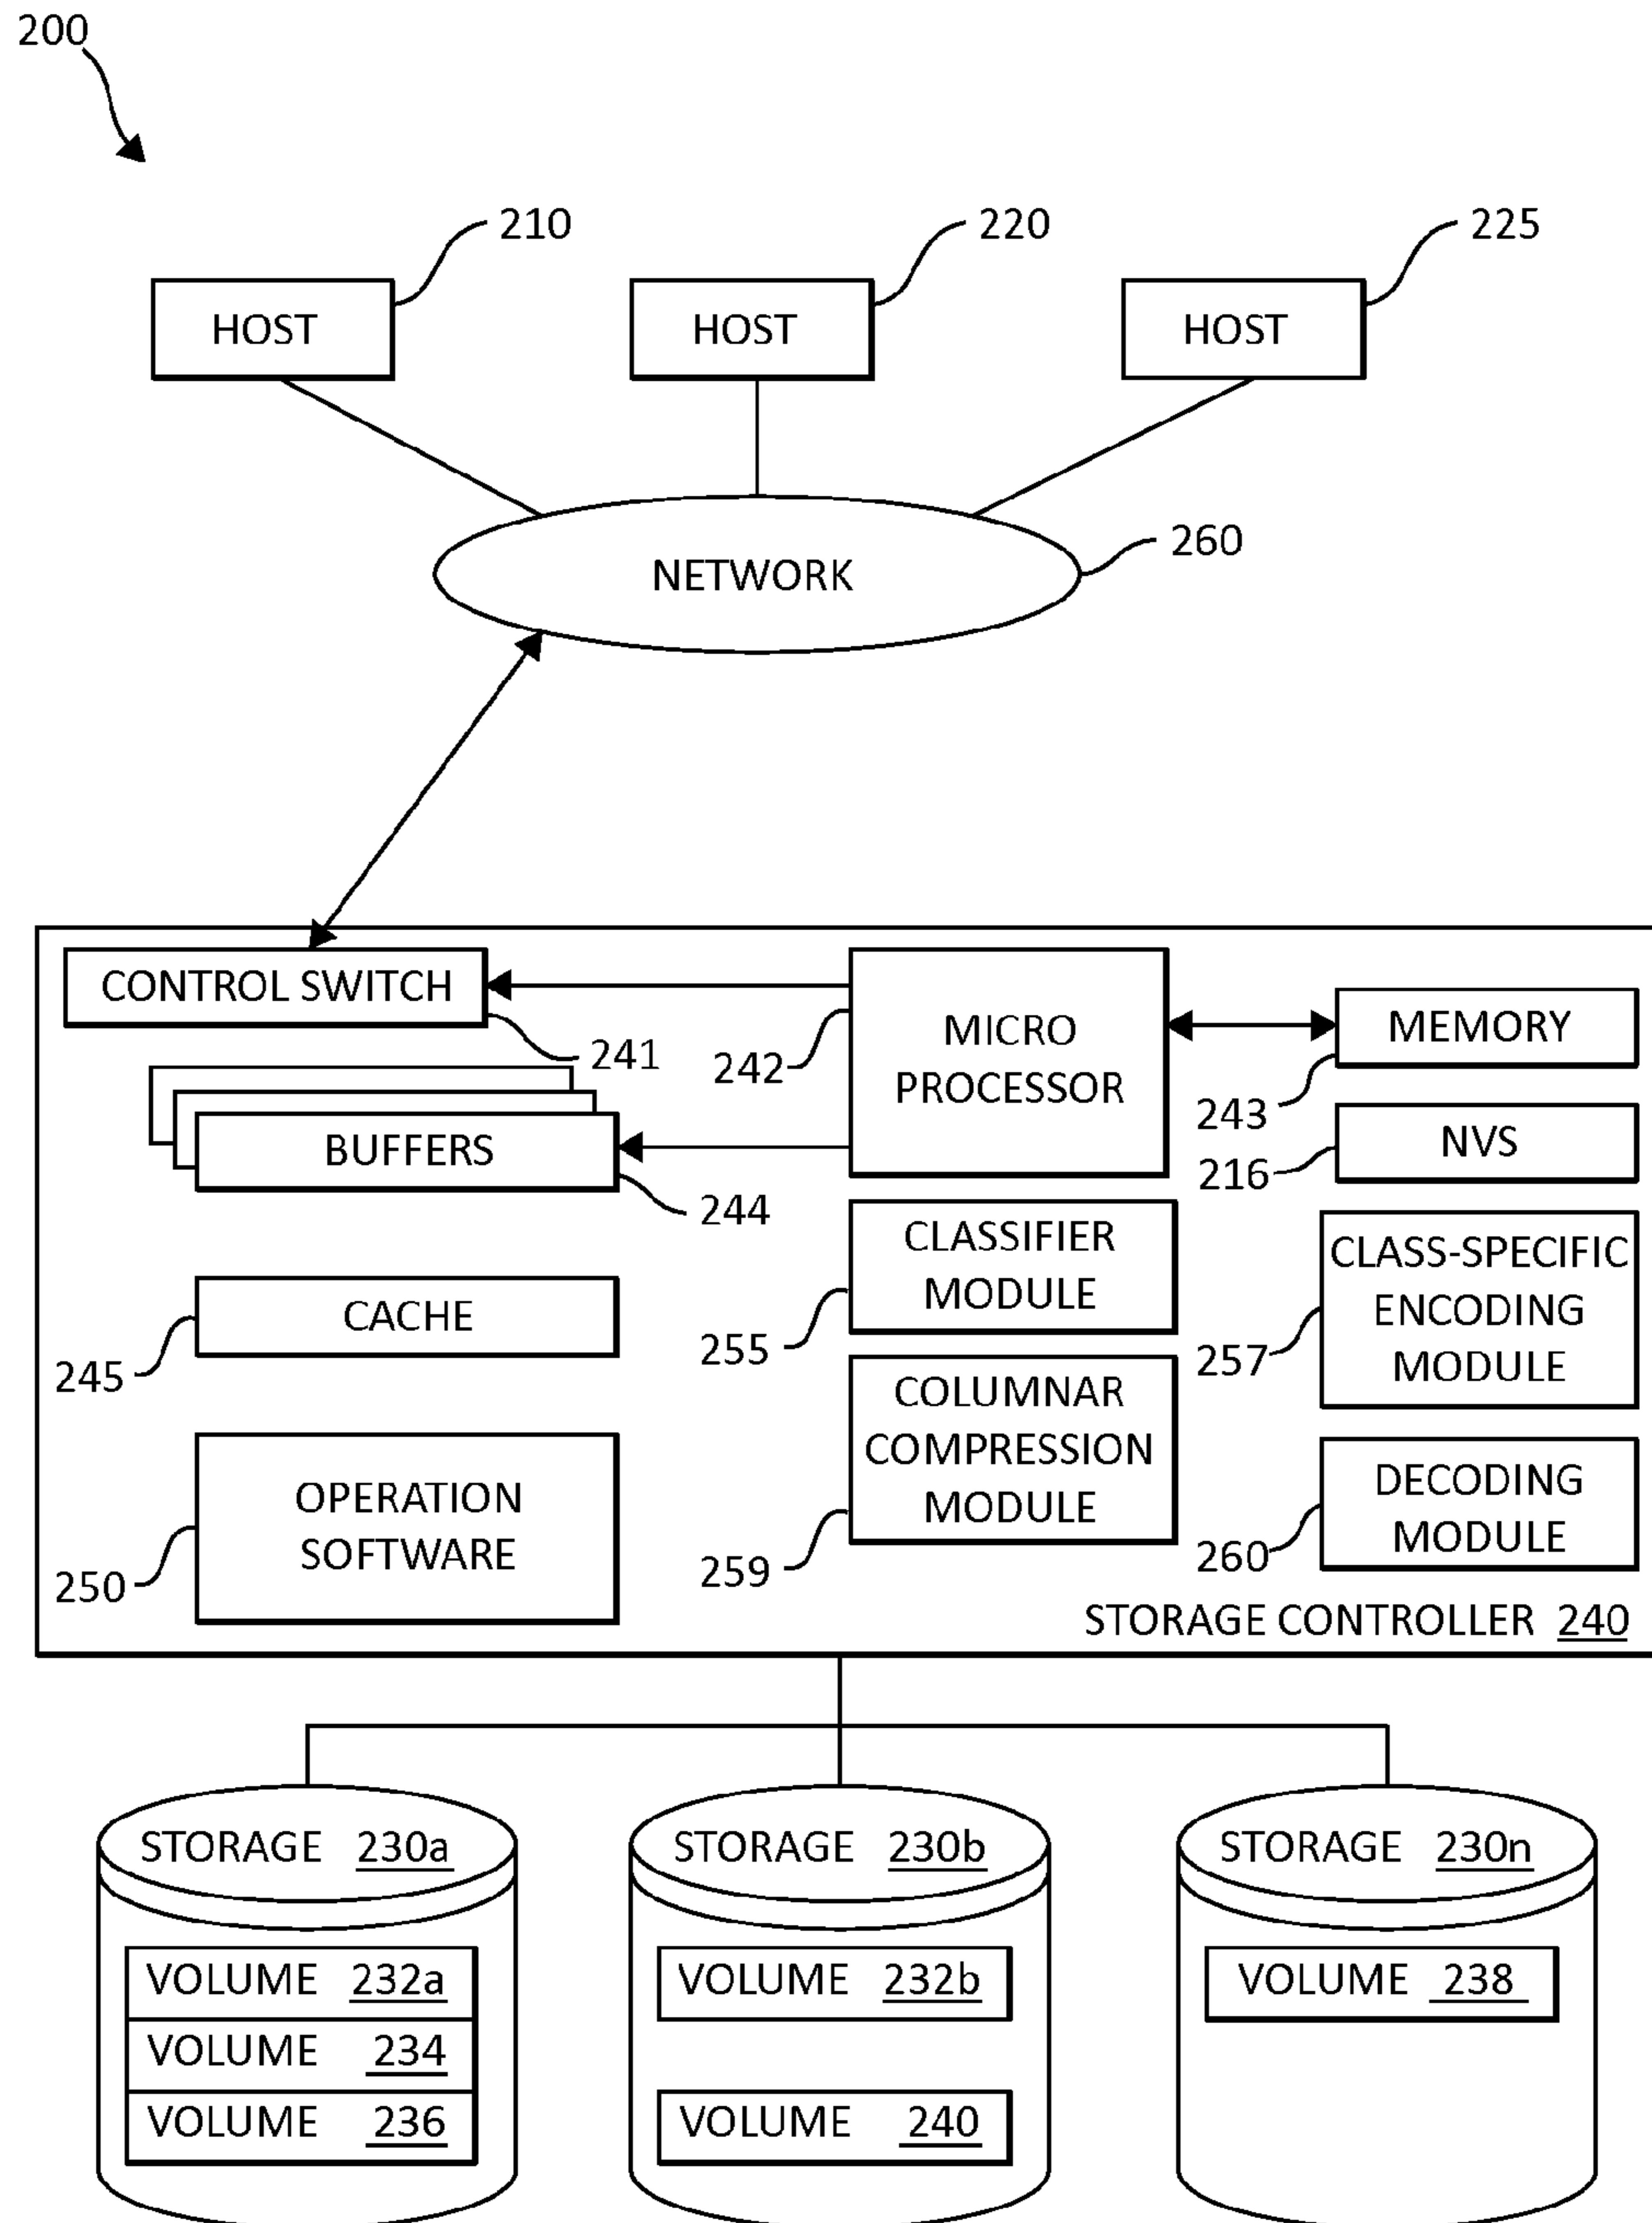 200
210
220
225
HOST
HOST
HOST
260
NETWORK
CONTROL SWITCH
241
242
MICRO
PROCESSOR
MEMORY
243
NVS
216
BUFFERS
244
CLASSIFIER
MODULE
255
CLASS-SPECIFIC
ENCODING
MODULE
257
CACHE
245
COLUMNAR
COMPRESSION
MODULE
259
OPERATION
SOFTWARE
250
DECODING
MODULE
260
STORAGE CONTROLLER 240
STORAGE 230a
STORAGE 230b
STORAGE 230n
VOLUME 232a
VOLUME 234
VOLUME 236
VOLUME 232b
VOLUME 240
VOLUME 238